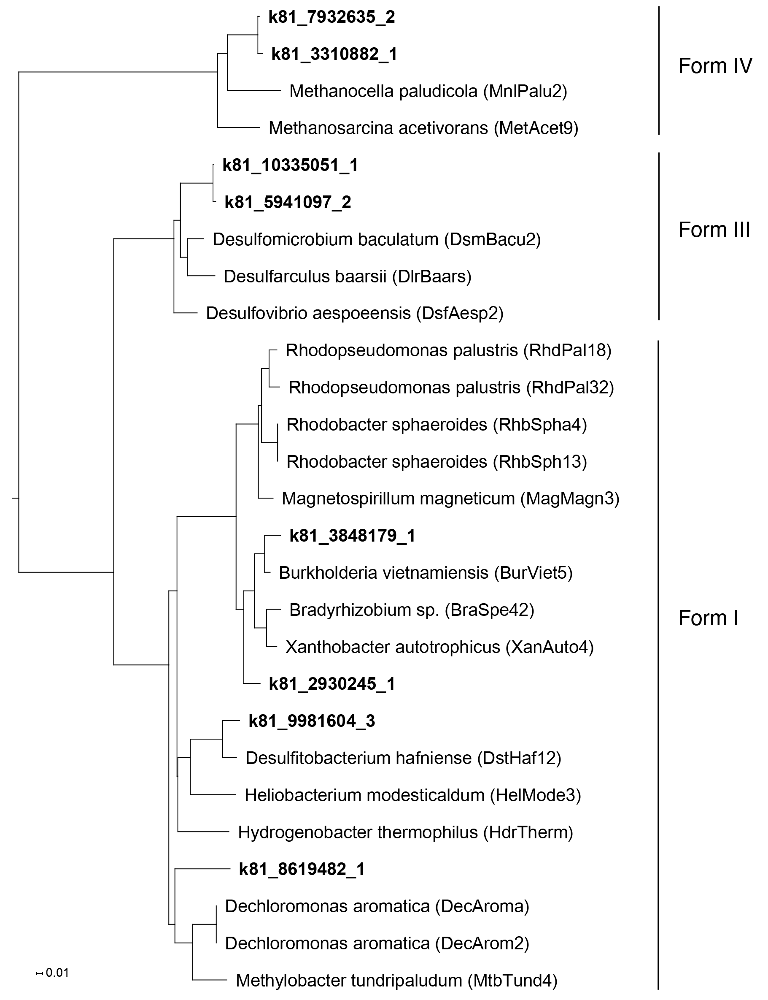 k81_7932635_2
k81_3310882_1
Methanocella paludicola (MnlPalu2)
Methanosarcina acetivorans (MetAcet9)
Form IV
k81_10335051_1
k81_5941097_2
Desulfomicrobium baculatum (DsmBacu2)
Desulfarculus baarsii (DlrBaars)
Desulfovibrio aespoeensis (DsfAesp2)
Form III
Rhodopseudomonas palustris (RhdPal18)
Rhodopseudomonas palustris (RhdPal32)
Rhodobacter sphaeroides (RhbSpha4)
Rhodobacter sphaeroides (RhbSph13)
Magnetospirillum magneticum (MagMagn3)
k81_3848179_1
Burkholderia vietnamiensis (BurViet5)
Bradyrhizobium sp. (BraSpe42)
Xanthobacter autotrophicus (XanAuto4)
k81_2930245_1
k81_9981604_3
Desulfitobacterium hafniense (DstHaf12)
Heliobacterium modesticaldum (HelMode3)
Hydrogenobacter thermophilus (HdrTherm)
k81_8619482_1
Dechloromonas aromatica (DecAroma)
Dechloromonas aromatica (DecArom2)
Methylobacter tundripaludum (MtbTund4)
Form I
0.01